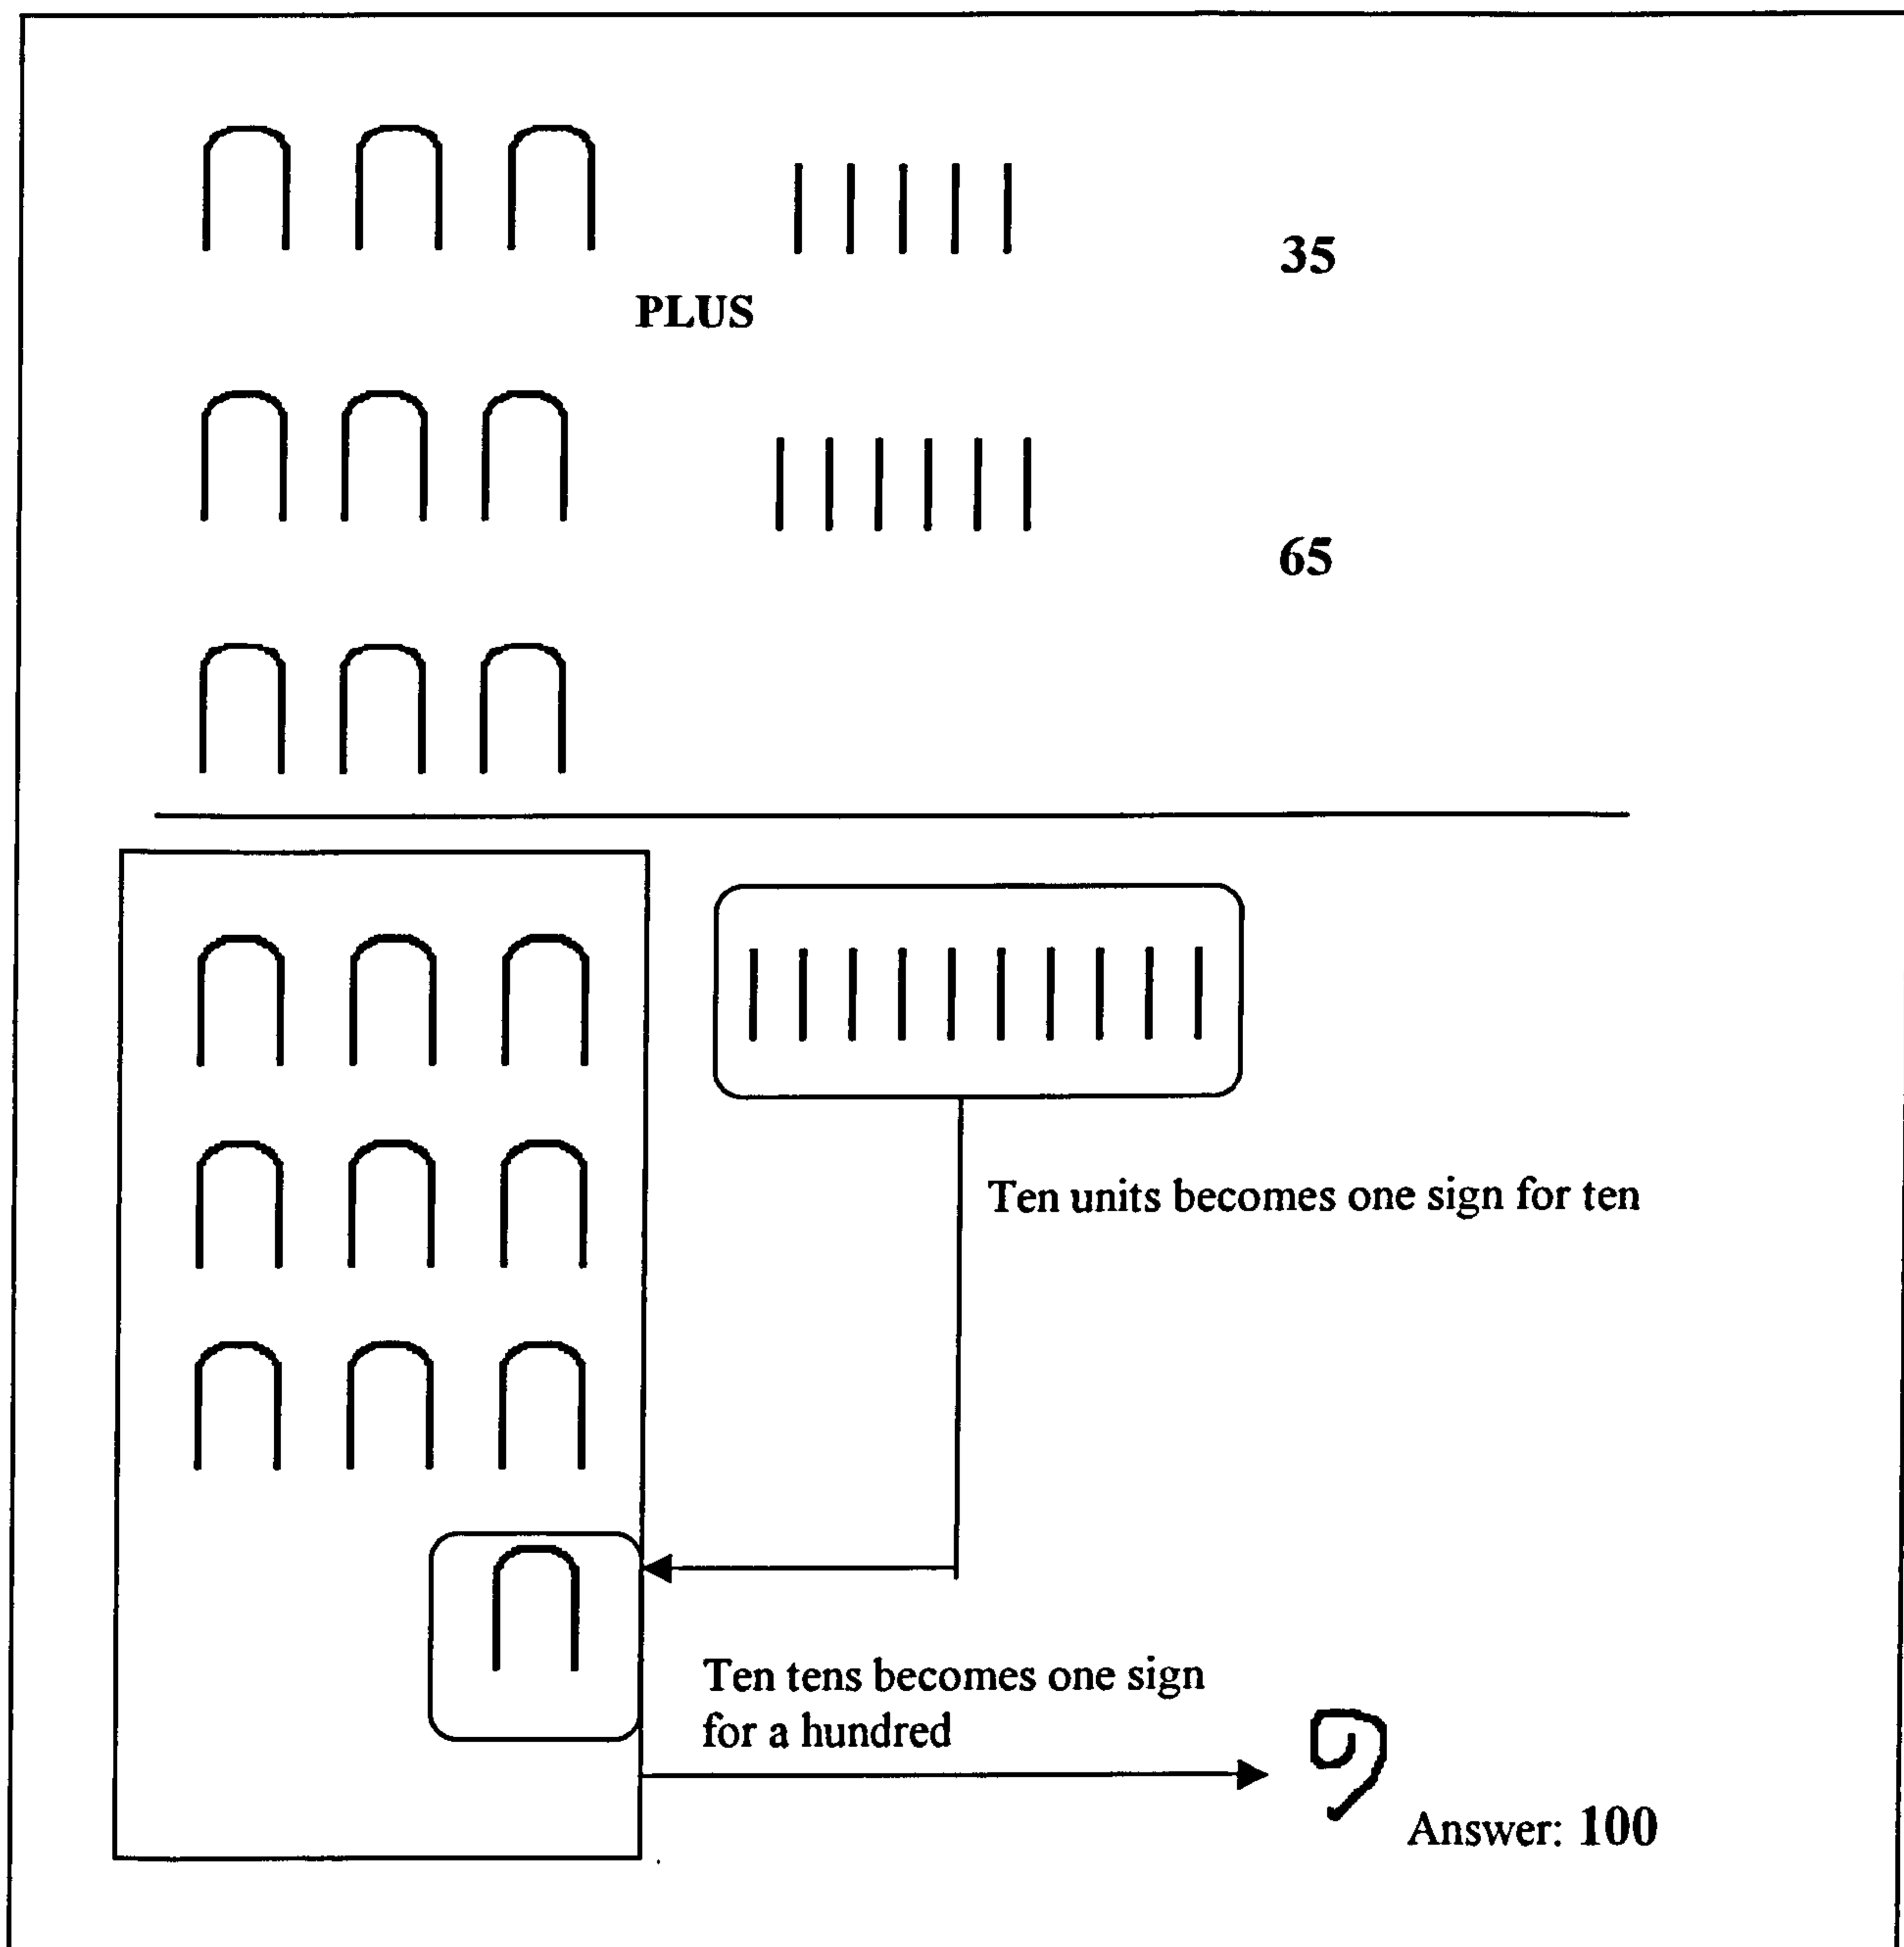 35
PLUS
65
Ten units becomes one sign for ten
Ten tens becomes one sign
for a hundred
Answer: 100